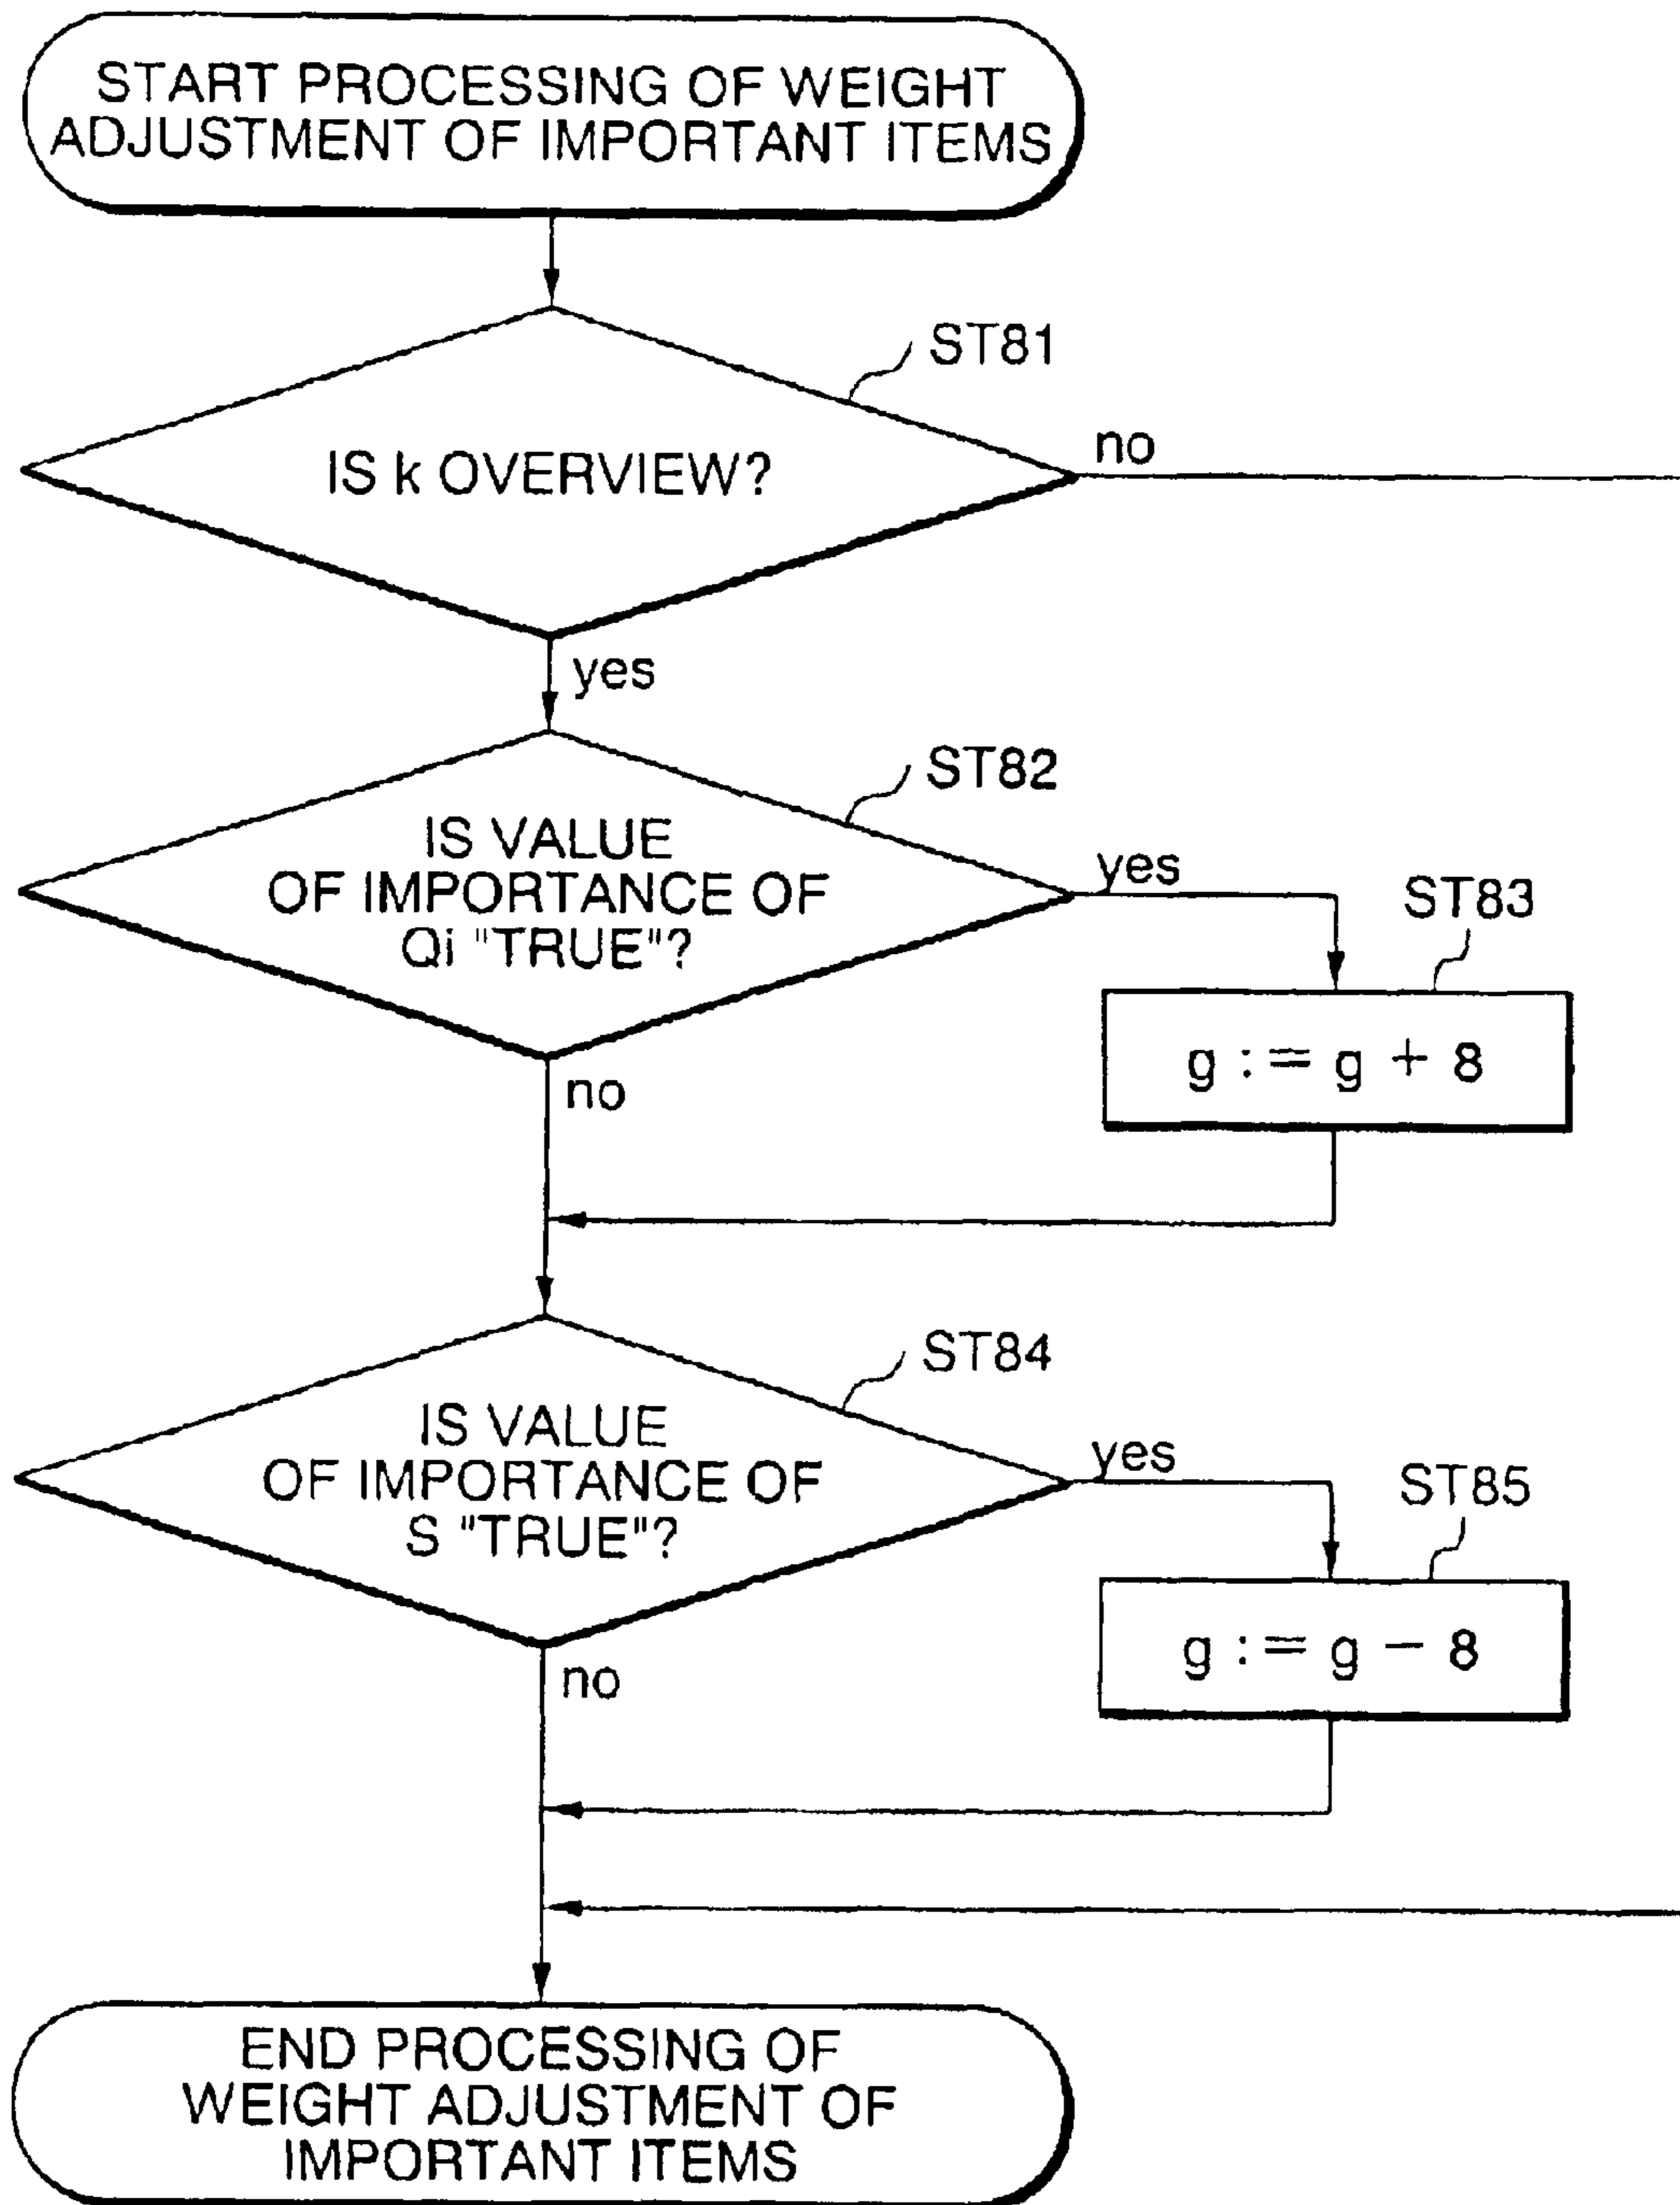 START PROCESSING OF WEIGHT
ADJUSTMENT OF IMPORTANT ITEMS
ST81
IS k OVERVIEW?
no
yes
ST82
IS VALUE
OF IMPORTANCE OF
Qi "TRUE"?
yes
ST83
g := g + 8
no
ST84
IS VALUE
OF IMPORTANCE OF
S "TRUE"?
yes
ST85
g := g − 8
no
END PROCESSING OF
WEIGHT ADJUSTMENT OF
IMPORTANT ITEMS